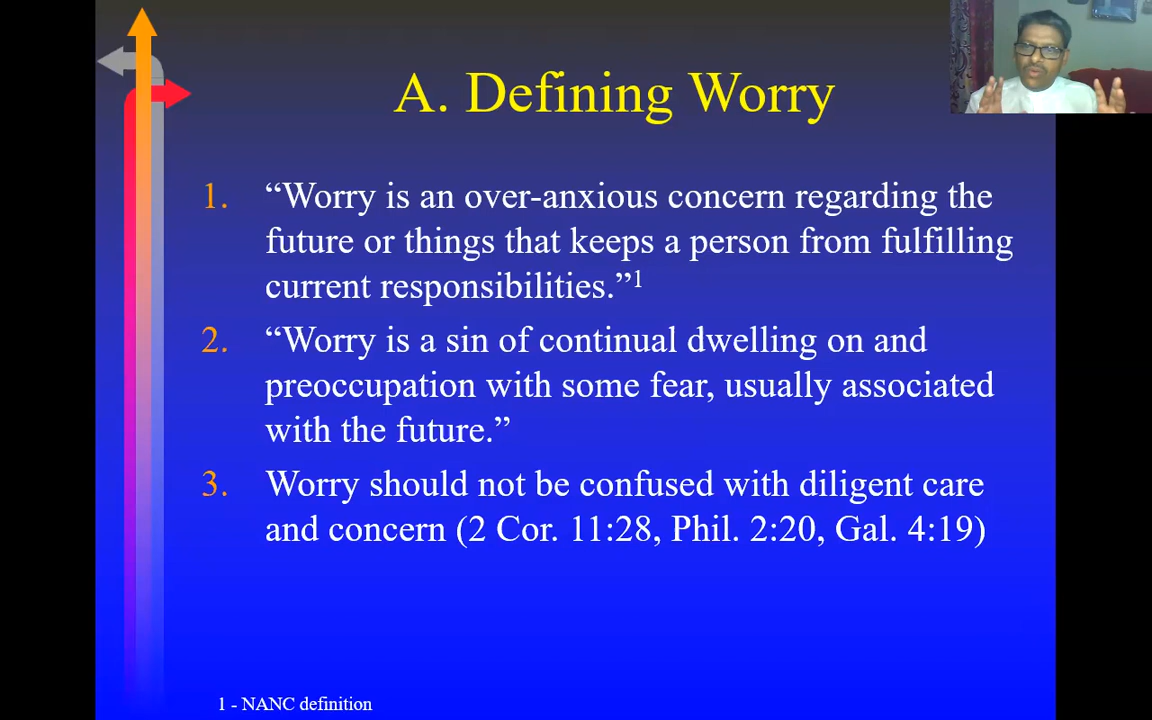 A. Defining Worry
1. “Worry is an over-anxious concern regarding the
future or things that keeps a person from fulfilling
current responsibilities.”1
2. “Worry is a sin of continual dwelling on and
preoccupation with some fear, usually associated
with the future.”
3. Worry should not be confused with diligent care
and concern (2 Cor. 11:28, Phil. 2:20, Gal. 4:19)
1 - NANC definition